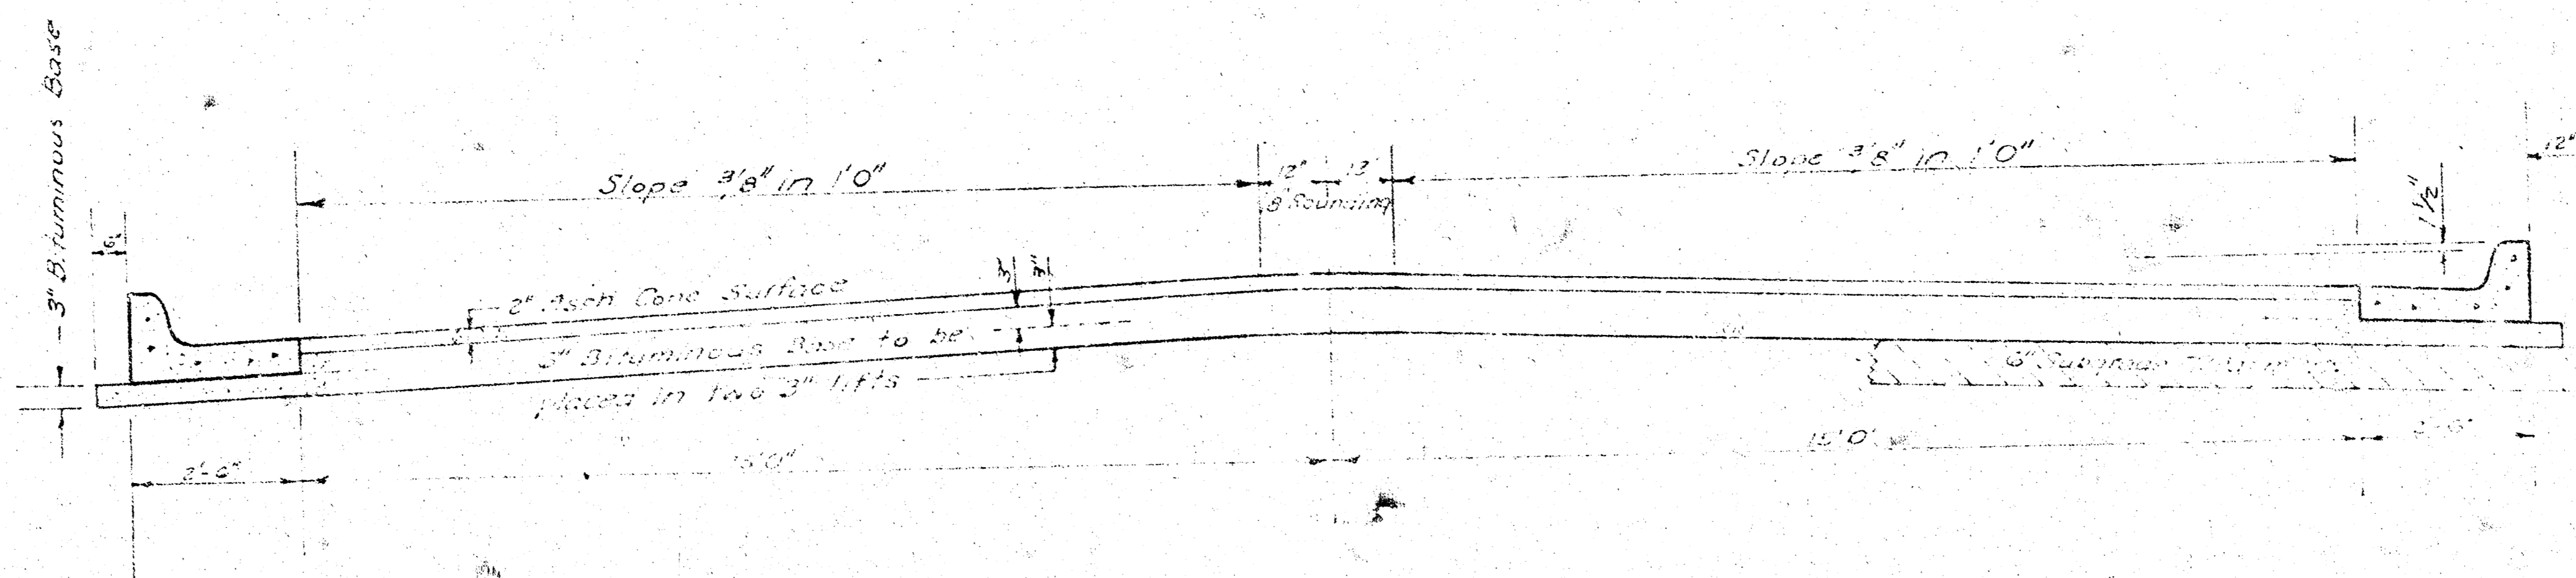 3" Bituminous Base
Slope 3/8" in 1'0"
12"
Rounding
Slope 3/8" in 1'0"
12"
1 1/2"
6"
3"
3"
2" Asph Conc Surface
Bituminous Base to be
placed in two 3" lifts
6" Subgrade
2'-6"
15'0"
15'0"
2'-6"